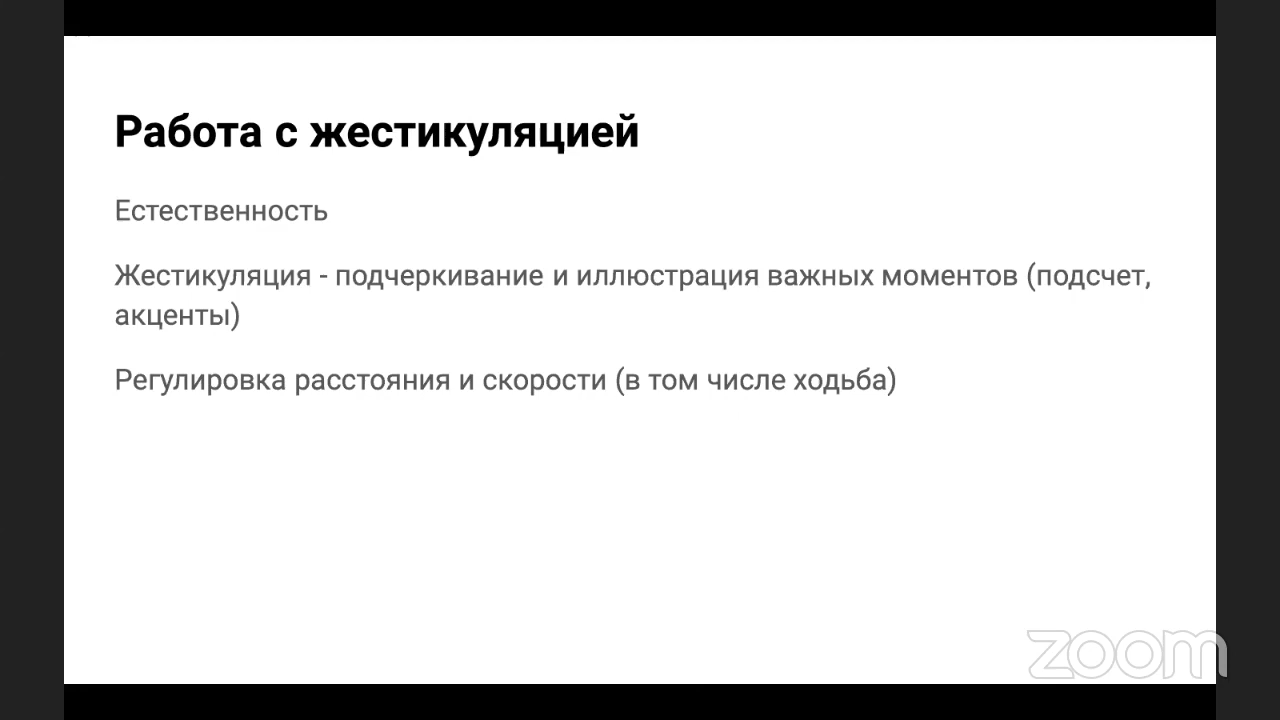 Работа с жестикуляцией
Естественность
Жестикуляция - подчеркивание и иллюстрация важных моментов (подсчет,
акценты)
Регулировка расстояния и скорости (в том числе ходьба)
zoom